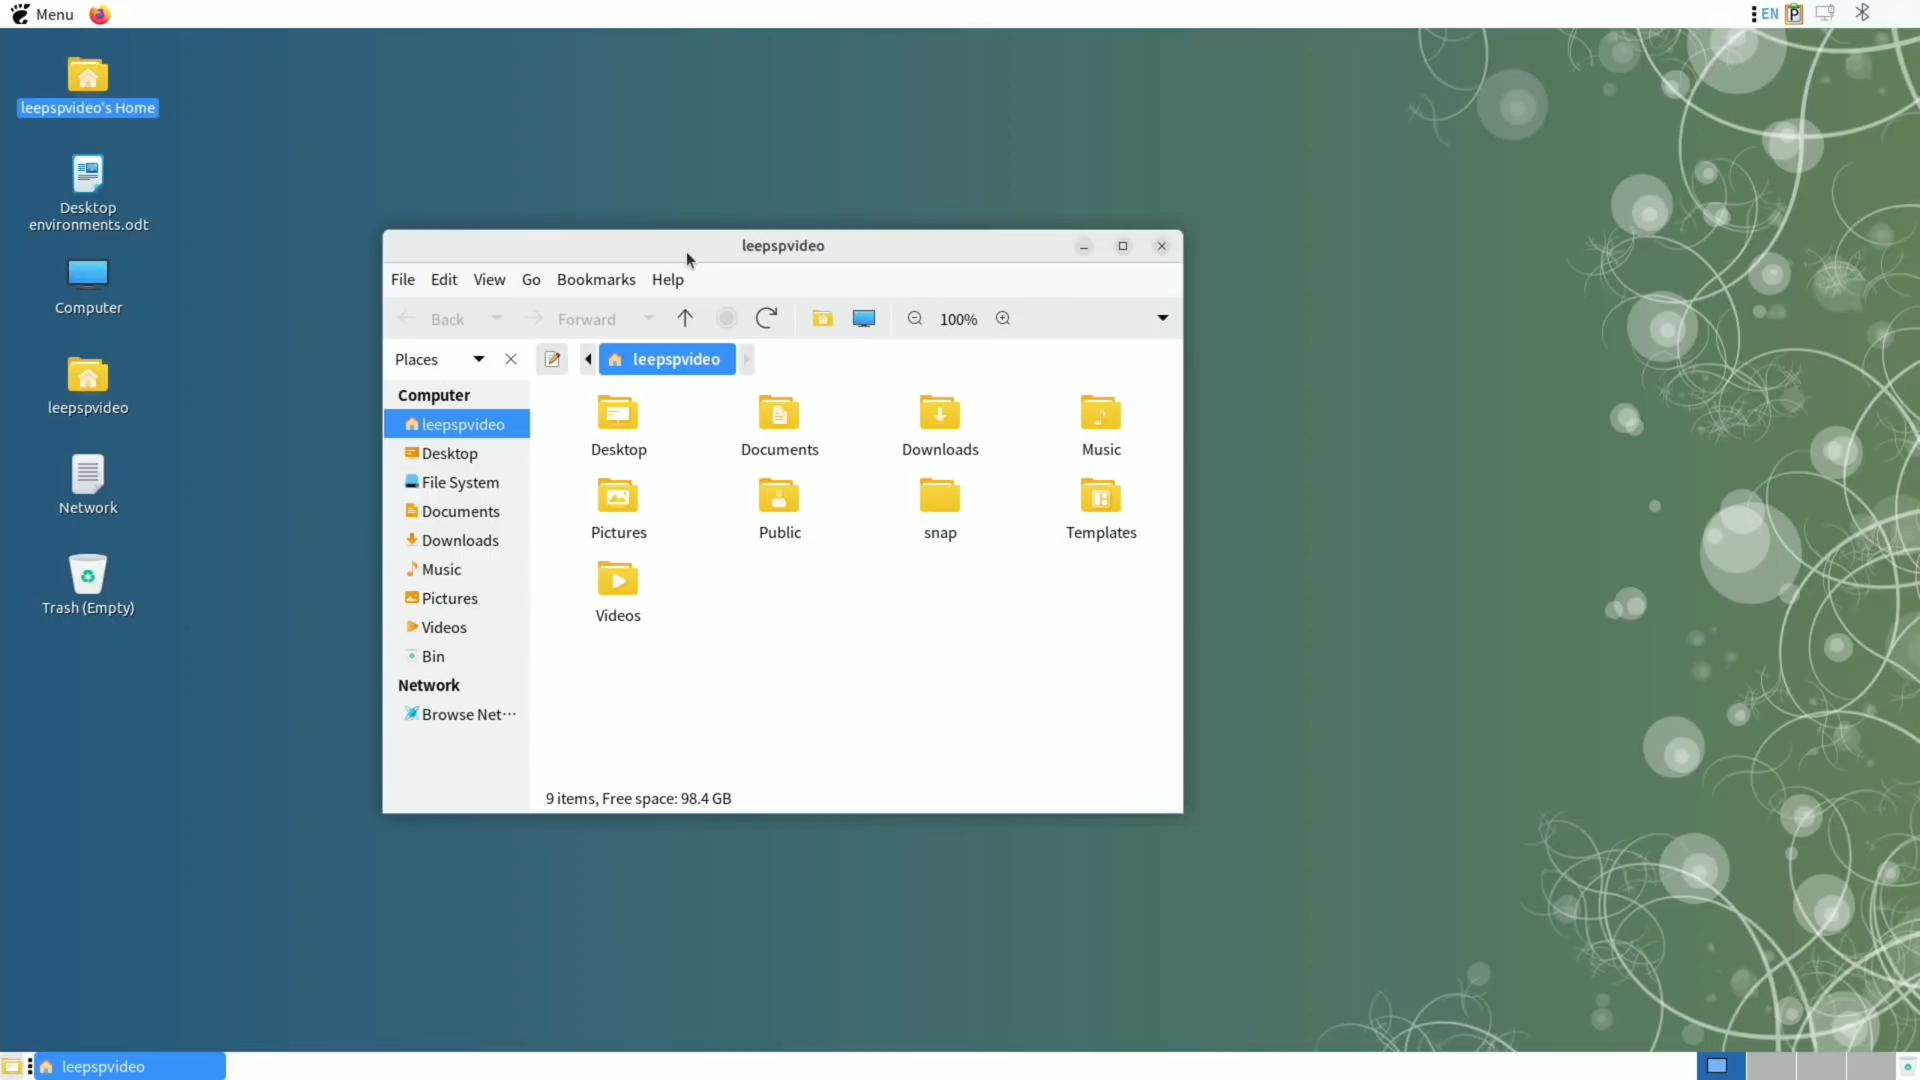 Menu
EN
P
leepspvideo's Home
Desktop
environments.odt
Computer
leepspvideo
Network
Trash (Empty)
leepspvideo
File Edit View Go Bookmarks Help
Back Forward 100%
Places leepspvideo
Computer
leepspvideo
Desktop
File System
Documents
Downloads
Music
Pictures
Videos
Bin
Network
Browse Net…
Desktop Documents Downloads Music
Pictures Public snap Templates
Videos
9 items, Free space: 98.4 GB
leepspvideo